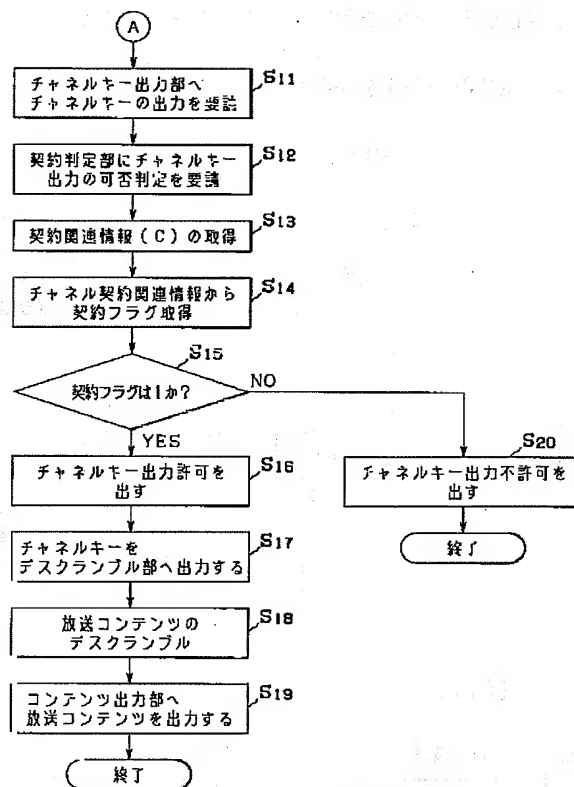 A
チャネルキー出力部へ
チャネルキーの出力を要請
S11
契約判定部にチャネルキー
出力の可否判定を要請
S12
契約関連情報(C)の取得
S13
チャネル契約関連情報から
契約フラグ取得
S14
契約フラグは1か?
S15
NO
YES
チャネルキー出力許可を
出す
S16
チャネルキー出力不許可を
出す
S20
終了
チャネルキーを
デスクランブル部へ出力する
S17
放送コンテンツの
デスクランブル
S18
コンテンツ出力部へ
放送コンテンツを出力する
S19
終了